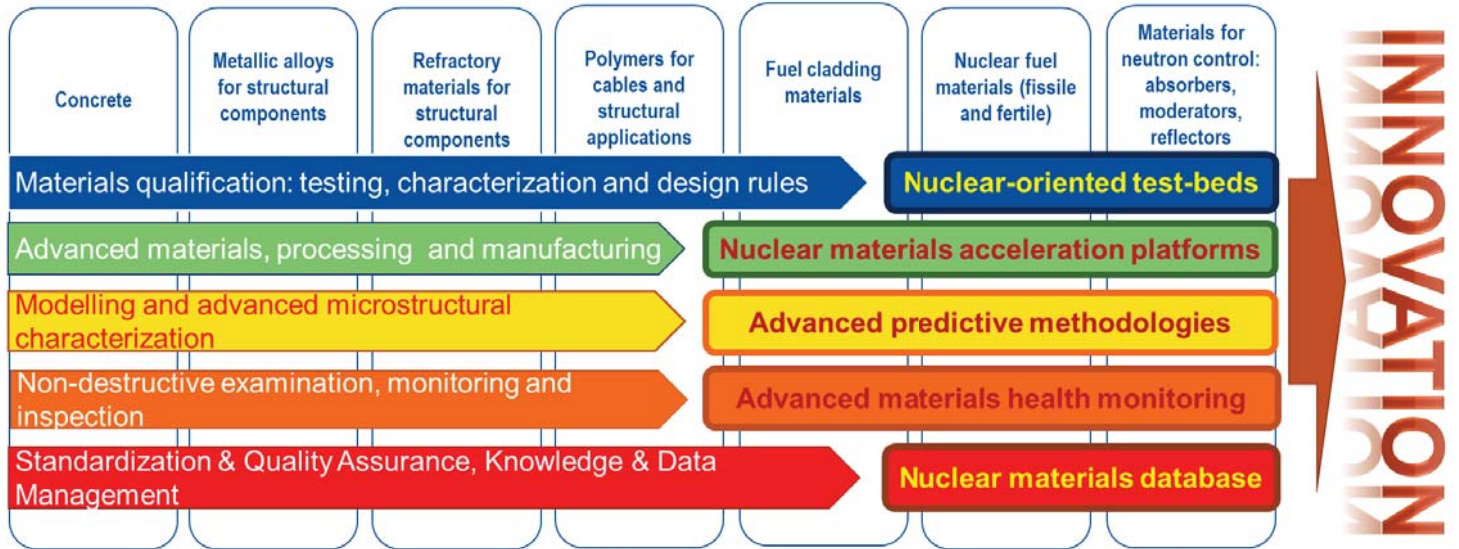 Concrete
Metallic alloys
for structural
components
Refractory
materials for
structural
components
Polymers for
cables and
structural
applications
Fuel cladding
materials
Nuclear fuel
materials (fissile
and fertile)
Materials for
neutron control:
absorbers,
moderators,
reflectors
Materials qualification: testing, characterization and design rules
Nuclear-oriented test-beds
Advanced materials, processing and manufacturing
Nuclear materials acceleration platforms
Modelling and advanced microstructural
characterization
Advanced predictive methodologies
Non-destructive examination, monitoring and
inspection
Advanced materials health monitoring
Standardization & Quality Assurance, Knowledge & Data
Management
Nuclear materials database
INNOVATION